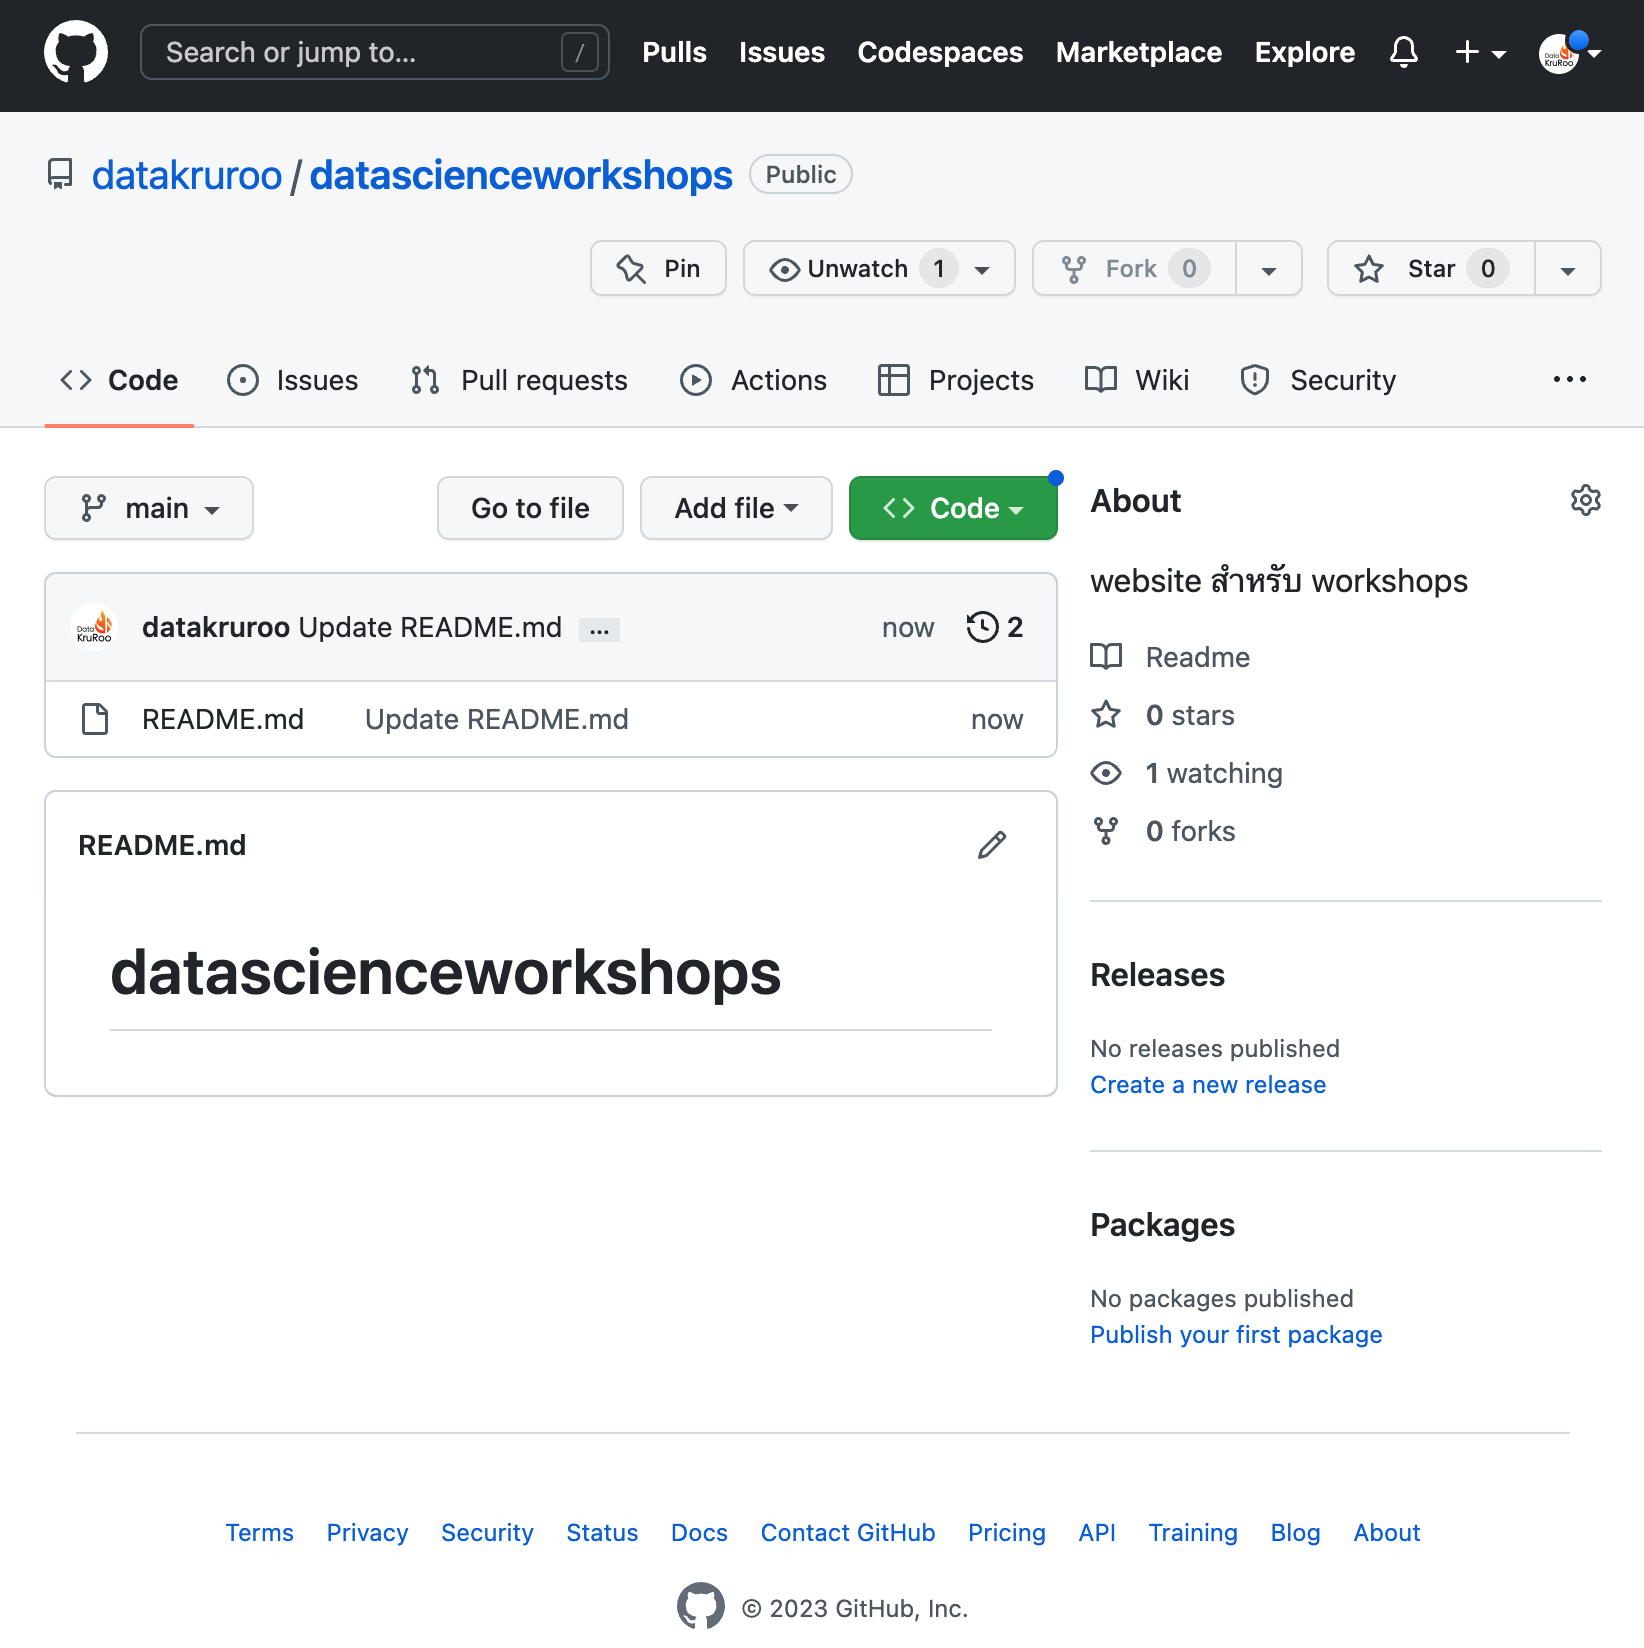 Search or jump to... /
Pulls Issues Codespaces Marketplace Explore
datakruroo / datascienceworkshops Public
Pin Unwatch 1 Fork 0 Star 0
Code Issues Pull requests Actions Projects Wiki Security
main Go to file Add file Code
datakruroo Update README.md ... now 2
README.md Update README.md now
README.md
datascienceworkshops
About
website สำหรับ workshops
Readme
0 stars
1 watching
0 forks
Releases
No releases published
Create a new release
Packages
No packages published
Publish your first package
Terms Privacy Security Status Docs Contact GitHub Pricing API Training Blog About
© 2023 GitHub, Inc.